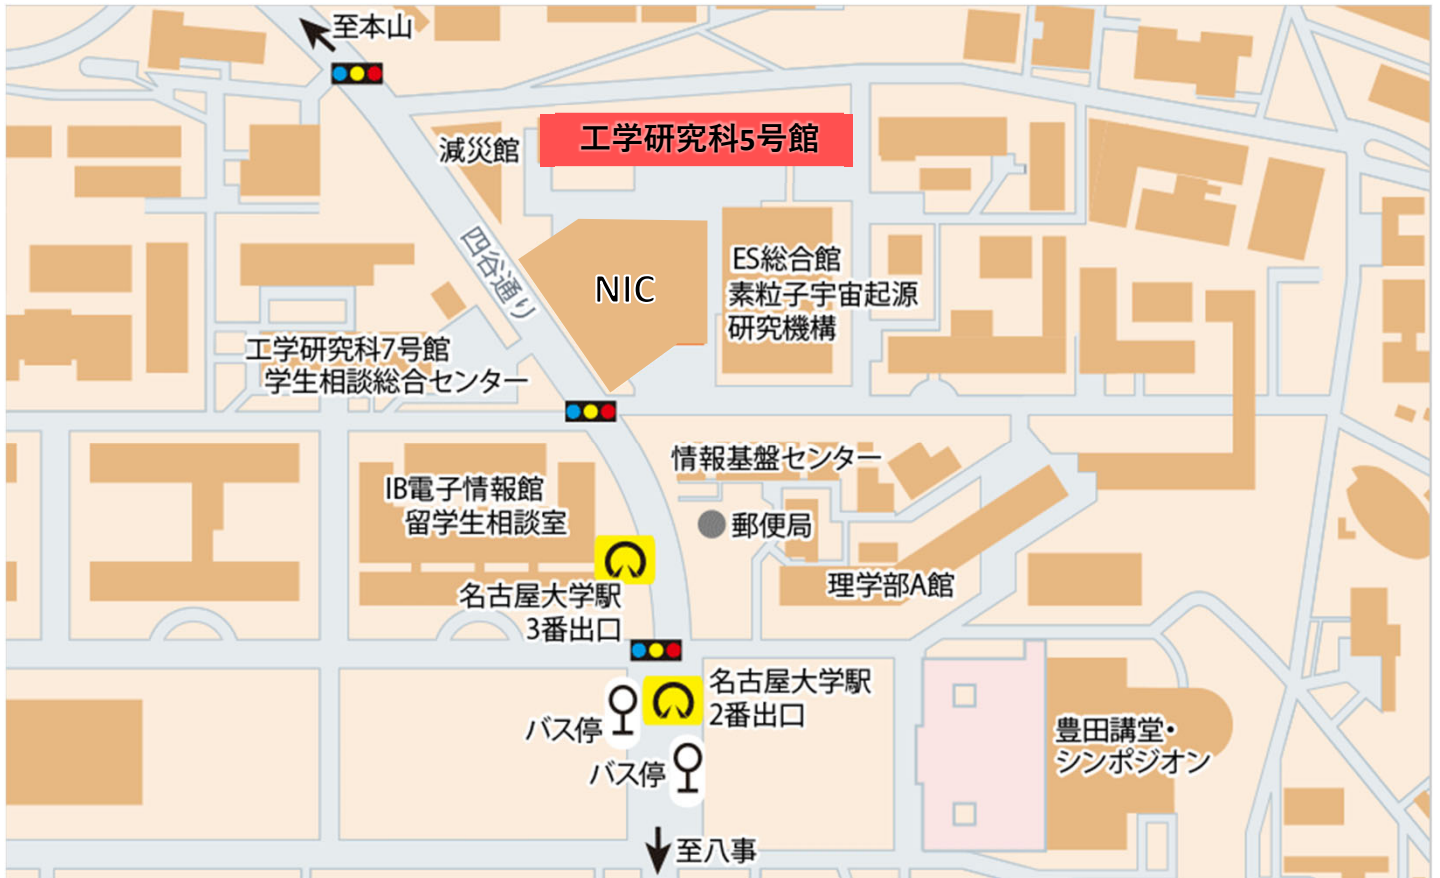 至本山
工学研究科5号館
減災館
四谷通り
NIC
ES総合館
素粒子宇宙起源
研究機構
工学研究科7号館
学生相談総合センター
情報基盤センター
IB電子情報館
留学生相談室
郵便局
理学部A館
名古屋大学駅
3番出口
名古屋大学駅
2番出口
バス停
バス停
豊田講堂・
シンポジオン
至八事